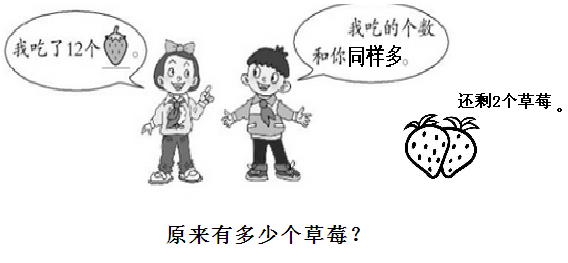 我吃了12个 。
我吃的个数
和你同样多。
还剩2个草莓。
原来有多少个草莓？